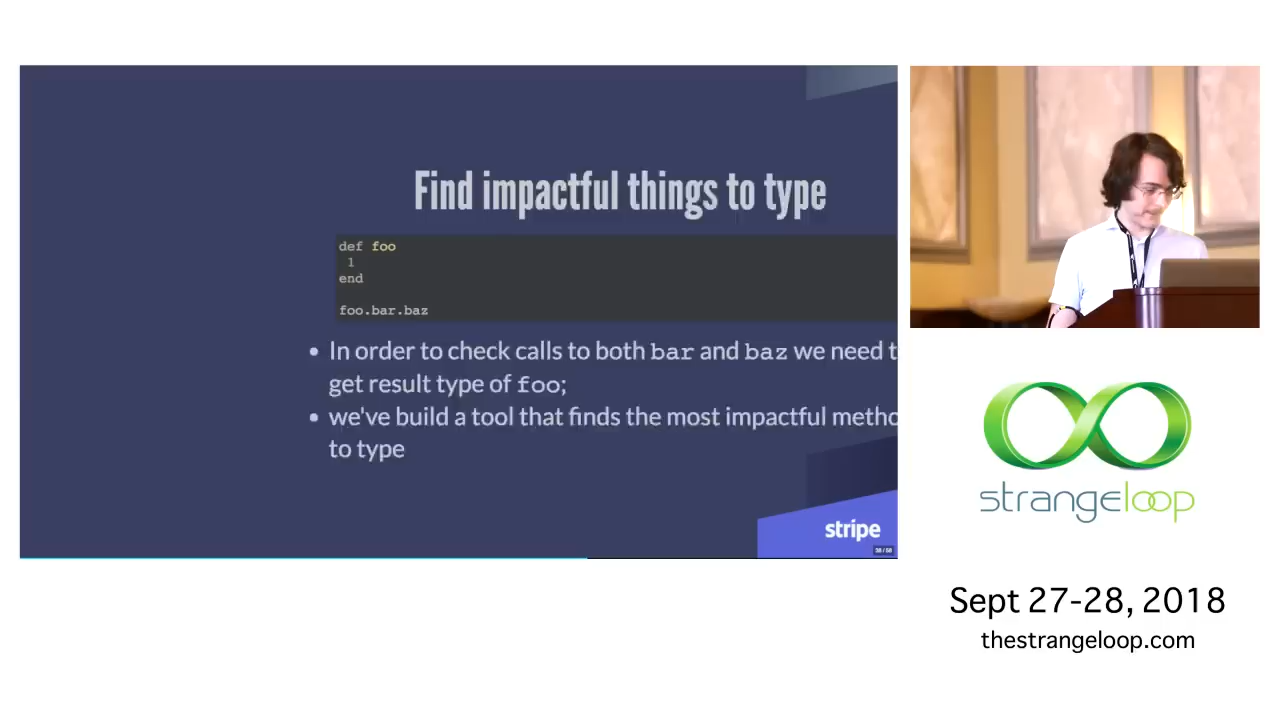 Find impactful things to type
def foo
1
end
foo.bar.baz
In order to check calls to both bar and baz we need t
get result type of foo;
we've build a tool that finds the most impactful metho
to type
stripe
38 / 58
strangeloop
Sept 27-28, 2018
thestrangeloop.com